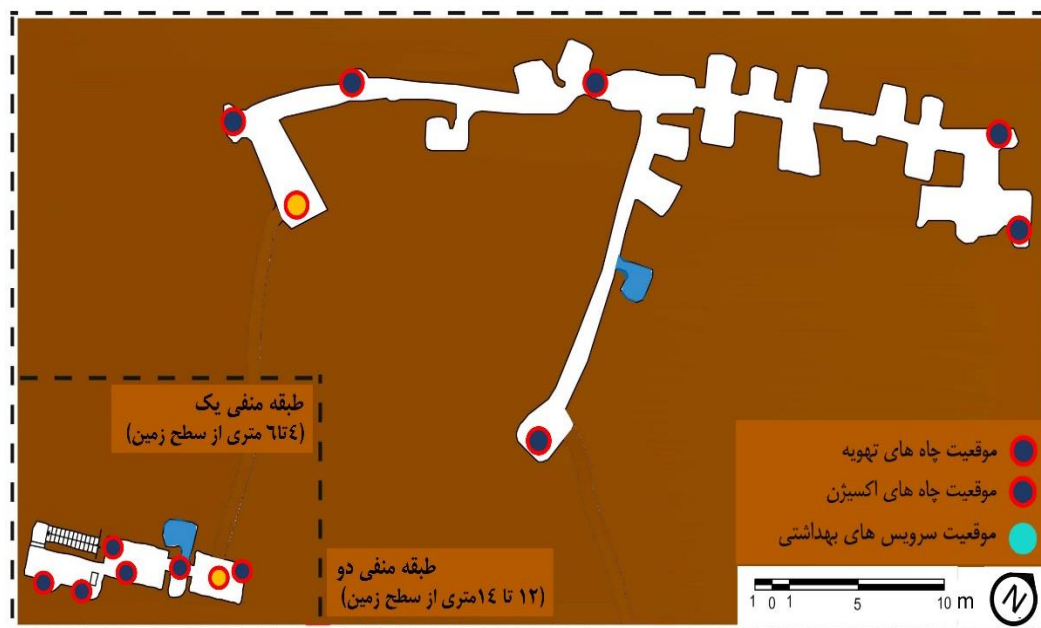 طبقه منفی یک
(٤تا٦ متری از سطح زمین)
طبقه منفی دو
(١٢ تا ١٤متری از سطح زمین)
موقعیت چاه های تهویه
موقعیت چاه های اکسیژن
موقعیت سرویس های بهداشتی
1 0 1 5 10 m
N